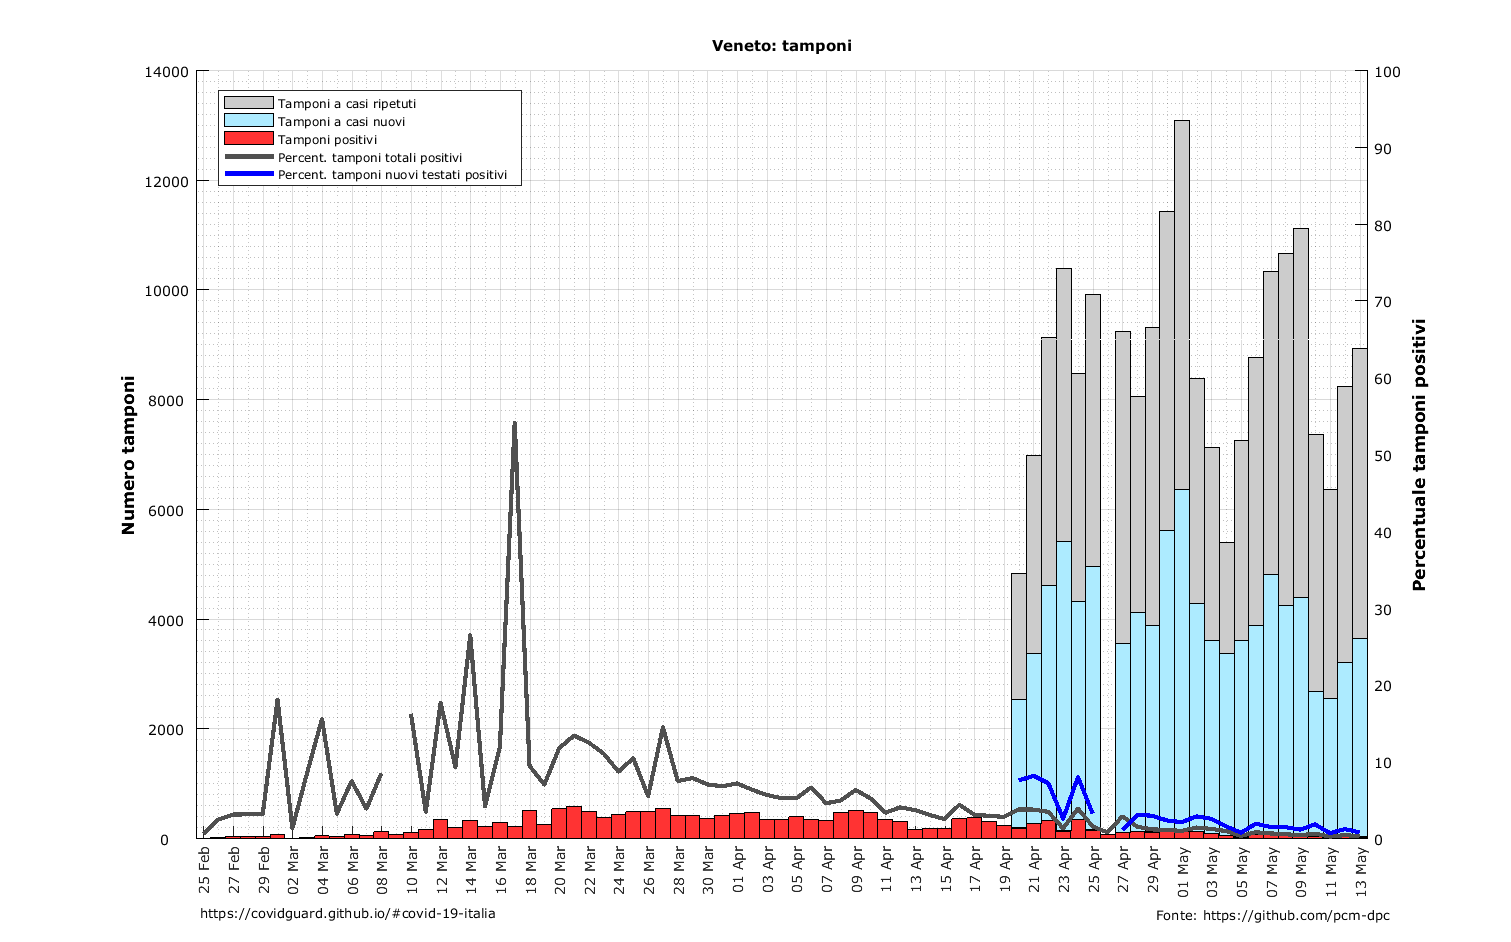 Veneto: tamponi
Tamponi a casi ripetuti
Tamponi a casi nuovi
Tamponi positivi
Percent. tamponi totali positivi
Percent. tamponi nuovi testati positivi
Numero tamponi
14000
12000
10000
8000
6000
4000
2000
0
Percentuale tamponi positivi
100
90
80
70
60
50
40
30
20
10
0
25 Feb
27 Feb
29 Feb
02 Mar
04 Mar
06 Mar
08 Mar
10 Mar
12 Mar
14 Mar
16 Mar
18 Mar
20 Mar
22 Mar
24 Mar
26 Mar
28 Mar
30 Mar
01 Apr
03 Apr
05 Apr
07 Apr
09 Apr
11 Apr
13 Apr
15 Apr
17 Apr
19 Apr
21 Apr
23 Apr
25 Apr
27 Apr
29 Apr
01 May
03 May
05 May
07 May
09 May
11 May
13 May
https://covidguard.github.io/#covid-19-italia
Fonte: https://github.com/pcm-dpc